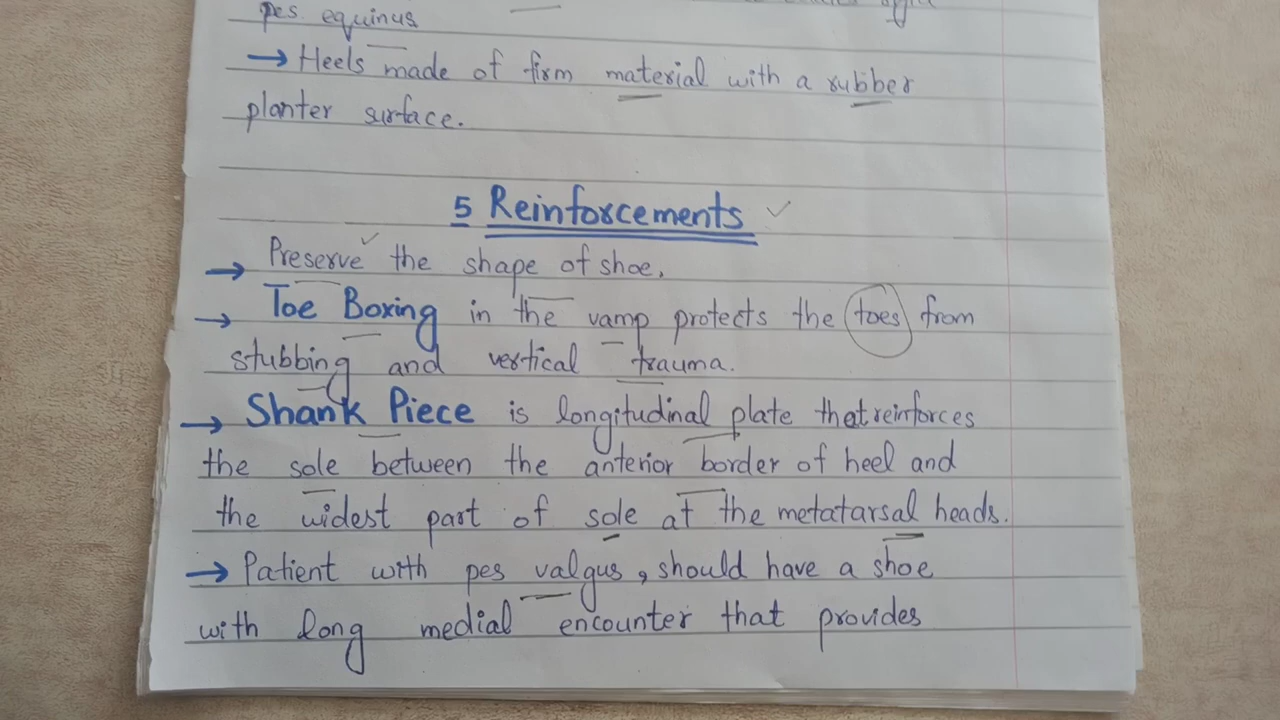 pes equinus
→ Heels made of firm material with a rubber
planter surface.
5 Reinforcements ✓
→ Preserve the shape of shoe.
→ Toe Boxing in the vamp protects the toes from
stubbing and vertical trauma.
→ Shank Piece is longitudinal plate that reinforces
the sole between the anterior border of heel and
the widest part of sole at the metatarsal heads.
→ Patient with pes valgus, should have a shoe
with long medial encounter that provides